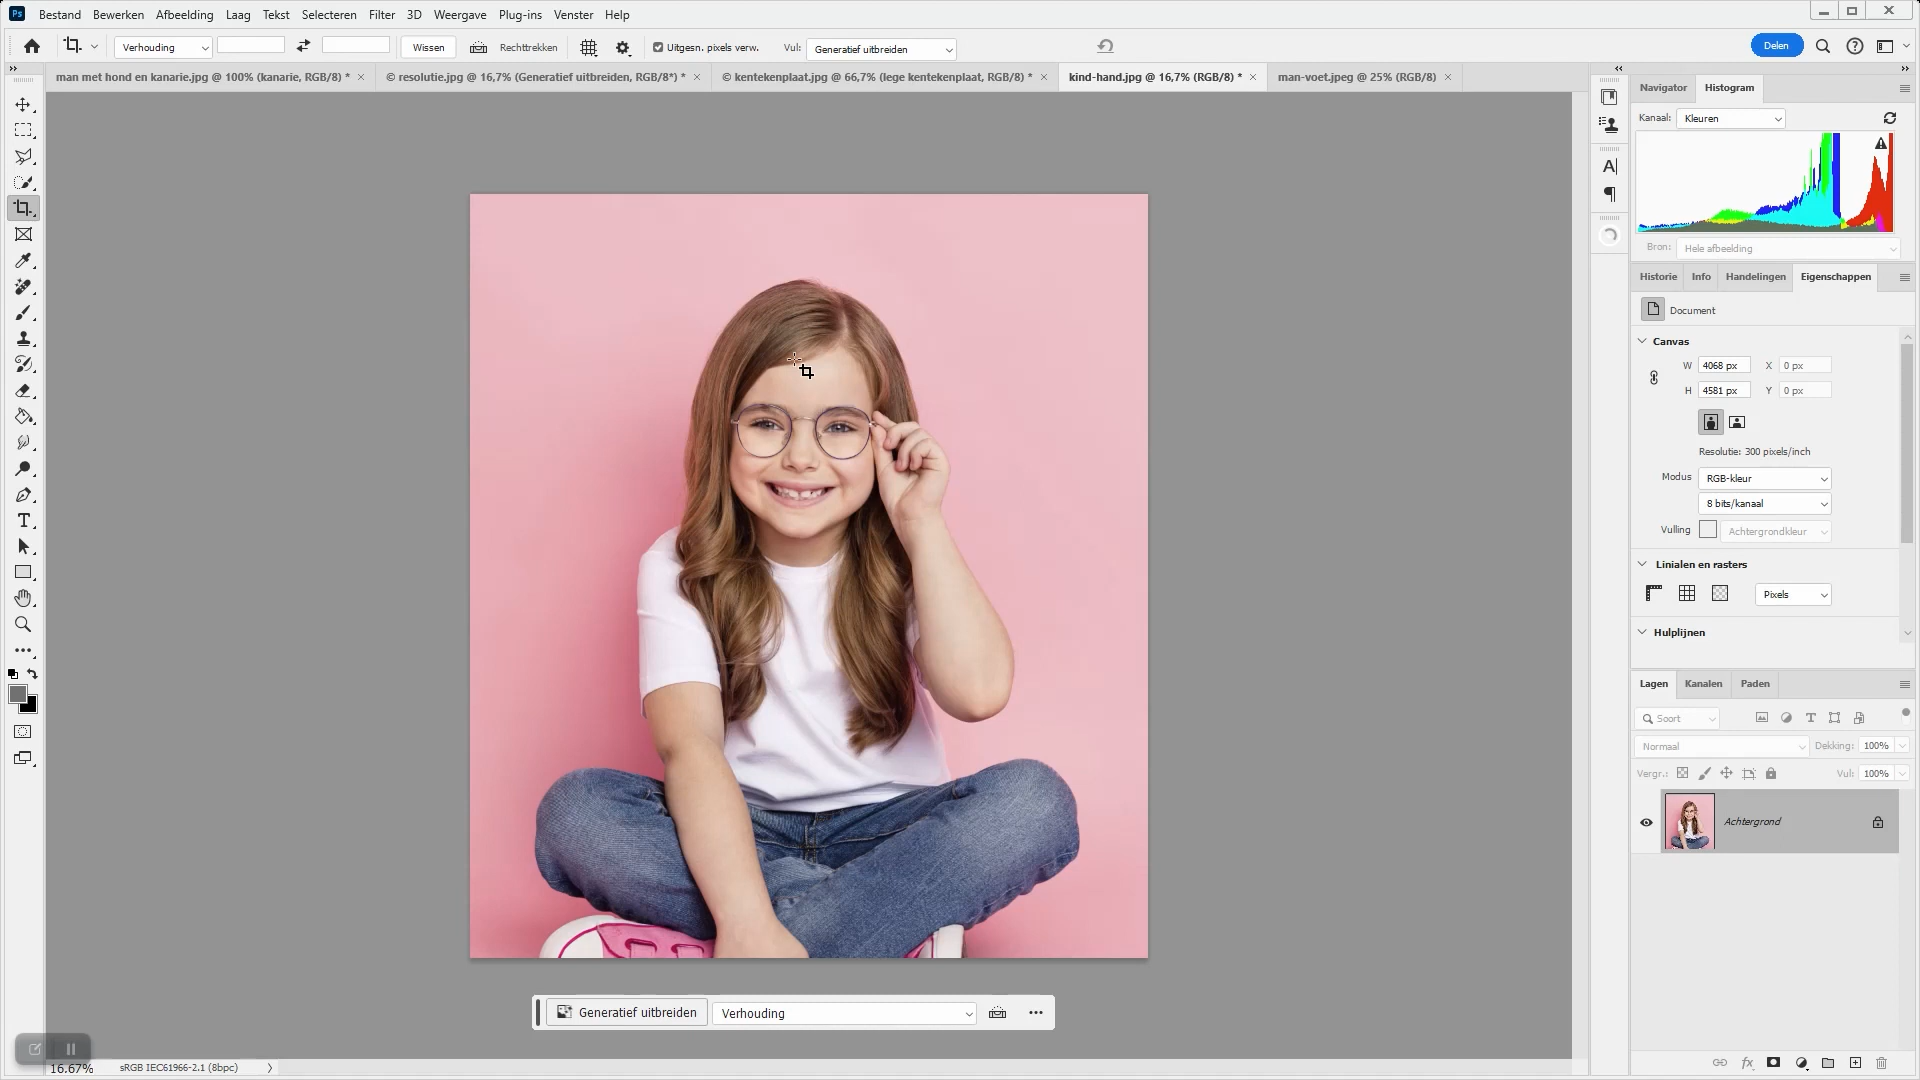 Ps Bestand Bewerken Afbeelding Laag Tekst Selecteren Filter 3D Weergave Plug-ins Venster Help
Verhouding Wissen Rechttrekken Uitgesn. pixels verw. Vul: Generatief uitbreiden Delen
man met hond en kanarie.jpg @ 100% (kanarie, RGB/8) * © resolutie.jpg @ 16,7% (Generatief uitbreiden, RGB/8*) * © kentekenplaat.jpg @ 66,7% (lege kentekenplaat, RGB/8) * kind-hand.jpg @ 16,7% (RGB/8) * man-voet.jpeg @ 25% (RGB/8)
Navigator Histogram
Kanaal: Kleuren
Bron: Hele afbeelding
Historie Info Handelingen Eigenschappen
Document
Canvas
W 4068 px X 0 px
H 4581 px Y 0 px
Resolutie: 300 pixels/inch
Modus RGB-kleur
8 bits/kanaal
Vulling Achtergrondkleur
Linialen en rasters
Pixels
Hulplijnen
Lagen Kanalen Paden
Soort
Normaal Dekking: 100%
Vergr.: Vul: 100%
Achtergrond
Generatief uitbreiden Verhouding
16.67% sRGB IEC61966-2.1 (8bpc)